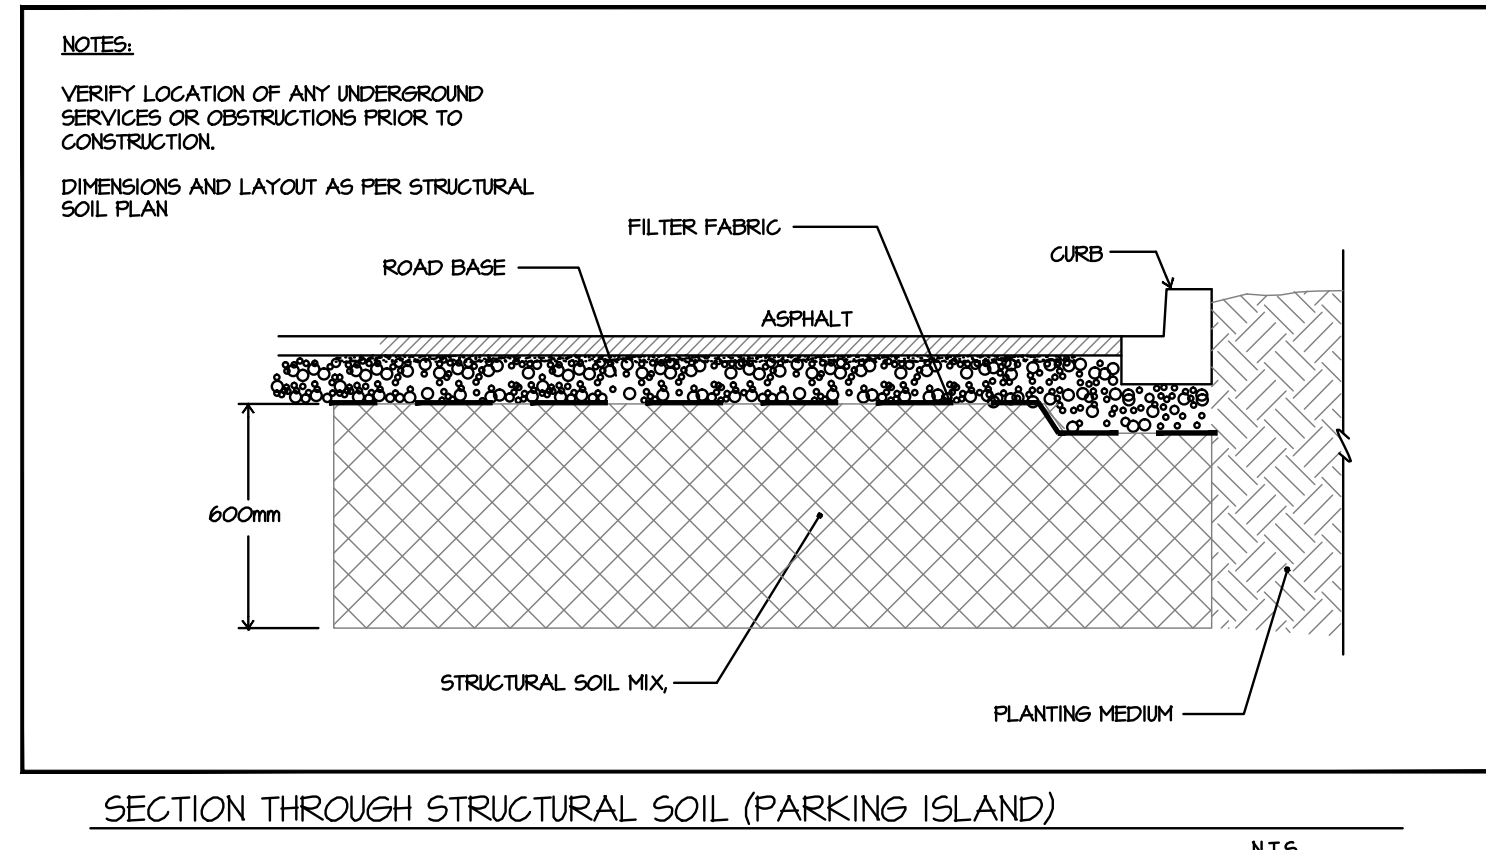 NOTES:
VERIFY LOCATION OF ANY UNDERGROUND
SERVICES OR OBSTRUCTIONS PRIOR TO
CONSTRUCTION.
DIMENSIONS AND LAYOUT AS PER STRUCTURAL
SOIL PLAN
FILTER FABRIC
CURB
ROAD BASE
ASPHALT
600mm
STRUCTURAL SOIL MIX,
PLANTING MEDIUM
SECTION THROUGH STRUCTURAL SOIL (PARKING ISLAND)
N.T.S.